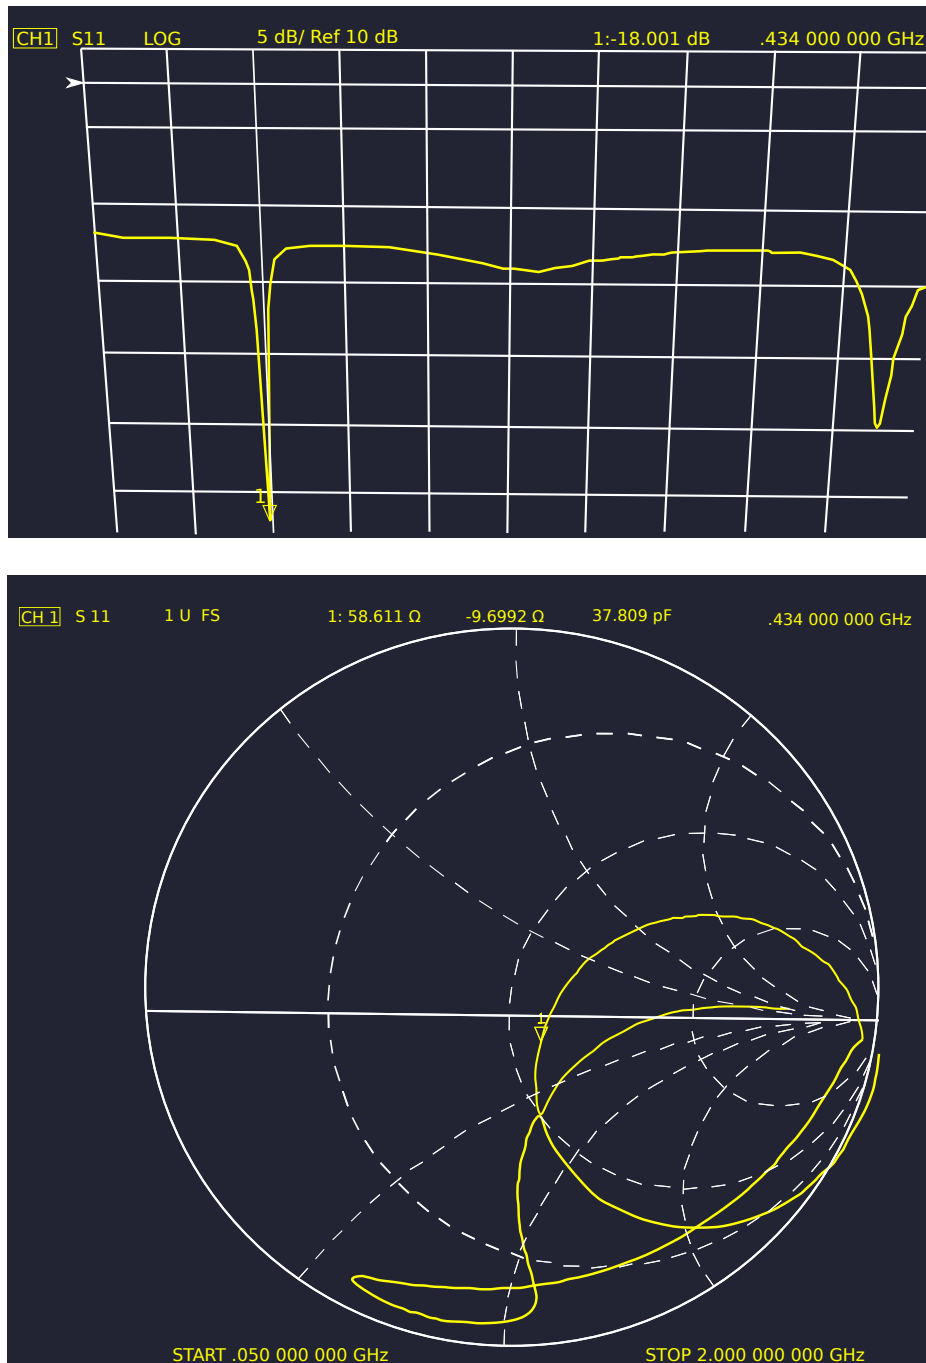 CH1 S11 LOG 5 dB/ Ref 10 dB 1:-18.001 dB .434 000 000 GHz
1
CH 1 S 11 1 U FS 1: 58.611 Ω -9.6992 Ω 37.809 pF .434 000 000 GHz
1
START .050 000 000 GHz STOP 2.000 000 000 GHz